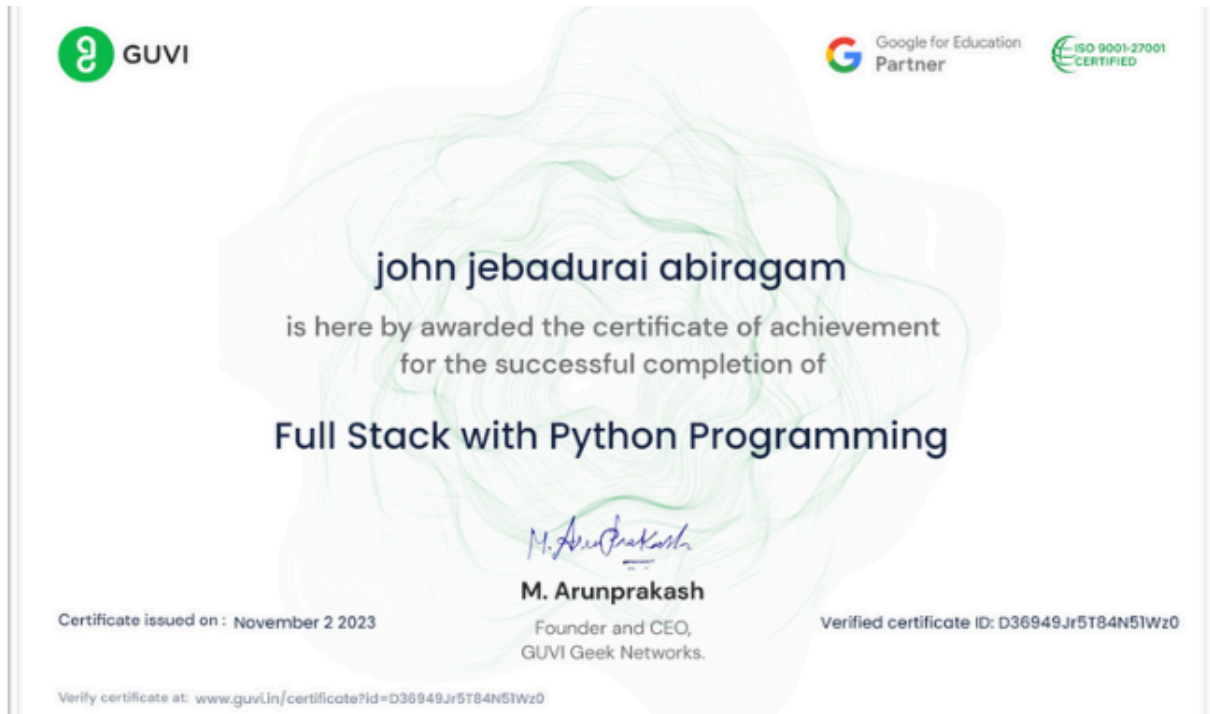 GUVI
Google for Education
Partner
ISO 9001-27001
CERTIFIED
john jebadurai abiragam
is here by awarded the certificate of achievement
for the successful completion of
Full Stack with Python Programming
M. Arunprakash
M. Arunprakash
Founder and CEO,
GUVI Geek Networks.
Certificate issued on : November 2 2023
Verified certificate ID: D36949Jr5T84N51Wz0
Verify certificate at: www.guvi.in/certificate?id=D36949Jr5T84N51Wz0